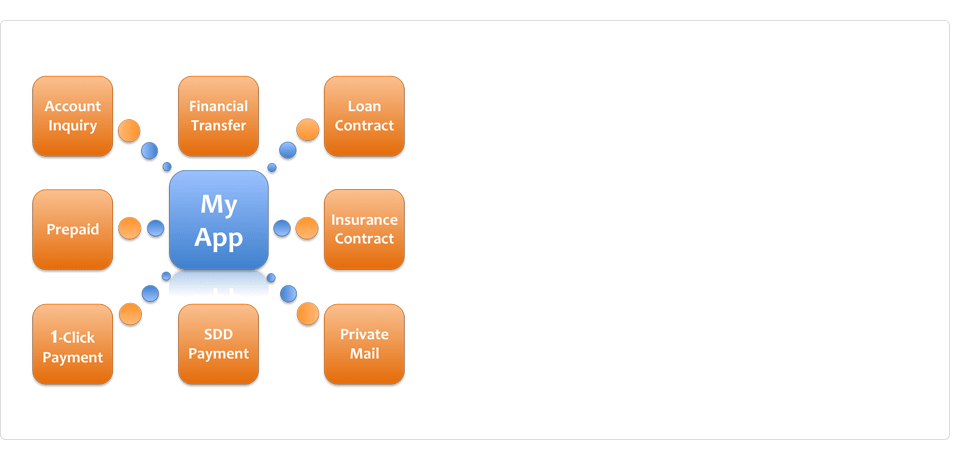 Account
Inquiry
Financial
Transfer
Loan
Contract
Prepaid
My
App
Insurance
Contract
1-Click
Payment
SDD
Payment
Private
Mail